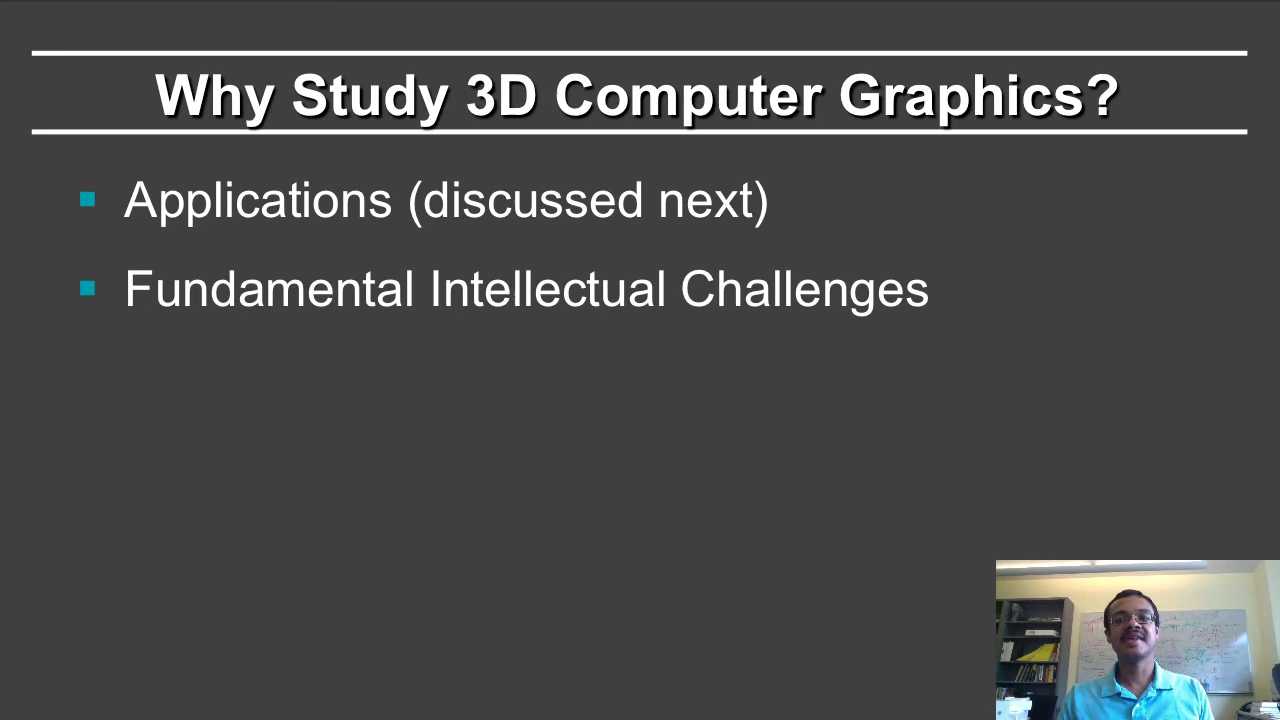 Why Study 3D Computer Graphics?
Applications (discussed next)
Fundamental Intellectual Challenges